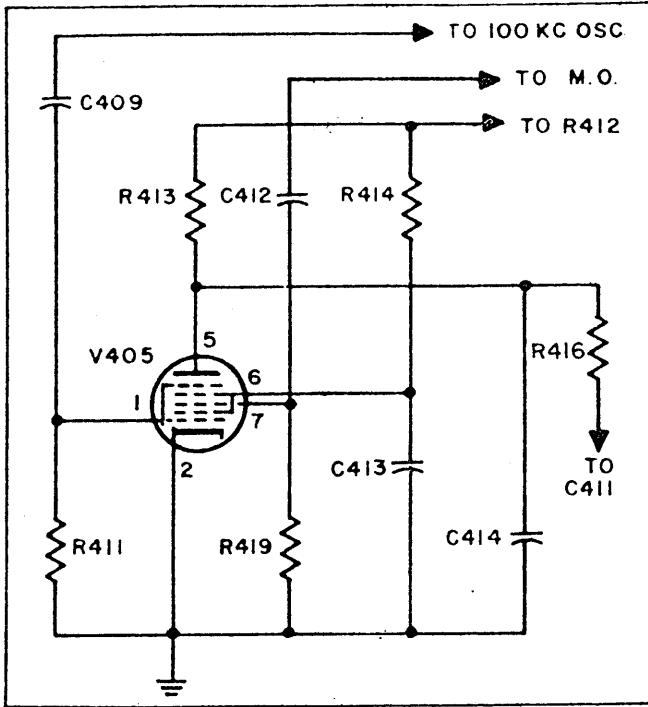 TO 100 KC OSC
TO M.O.
C409
TO R412
R413
C412
R414
5
V405
6
R416
1
7
2
C413
TO
C411
R411
R419
C414